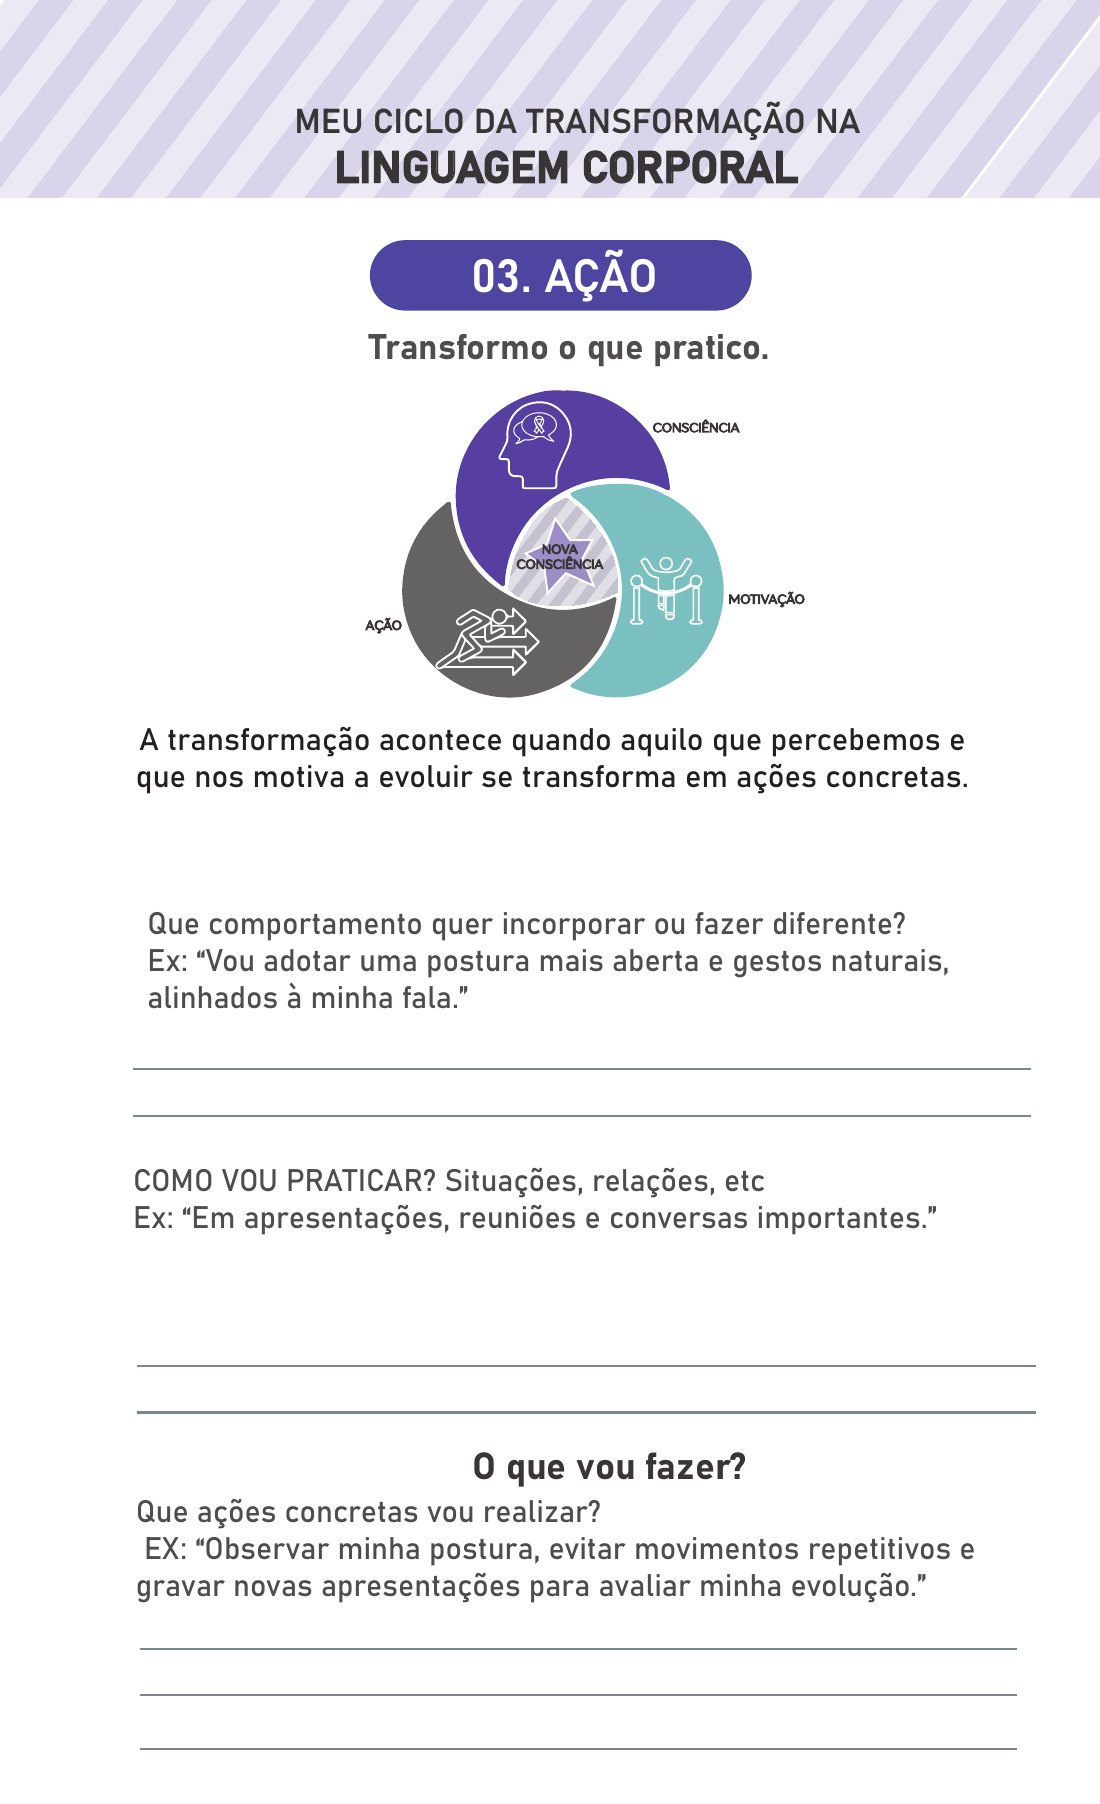 MEU CICLO DA TRANSFORMAÇÃO NA
LINGUAGEM CORPORAL
03. AÇÃO
Transformo o que pratico.
CONSCIÊNCIA
NOVA
CONSCIÊNCIA
MOTIVAÇÃO
AÇÃO
A transformação acontece quando aquilo que percebemos e
que nos motiva a evoluir se transforma em ações concretas.
Que comportamento quer incorporar ou fazer diferente?
Ex: “Vou adotar uma postura mais aberta e gestos naturais,
alinhados à minha fala.”
COMO VOU PRATICAR? Situações, relações, etc
Ex: “Em apresentações, reuniões e conversas importantes.”
O que vou fazer?
Que ações concretas vou realizar?
EX: “Observar minha postura, evitar movimentos repetitivos e
gravar novas apresentações para avaliar minha evolução.”